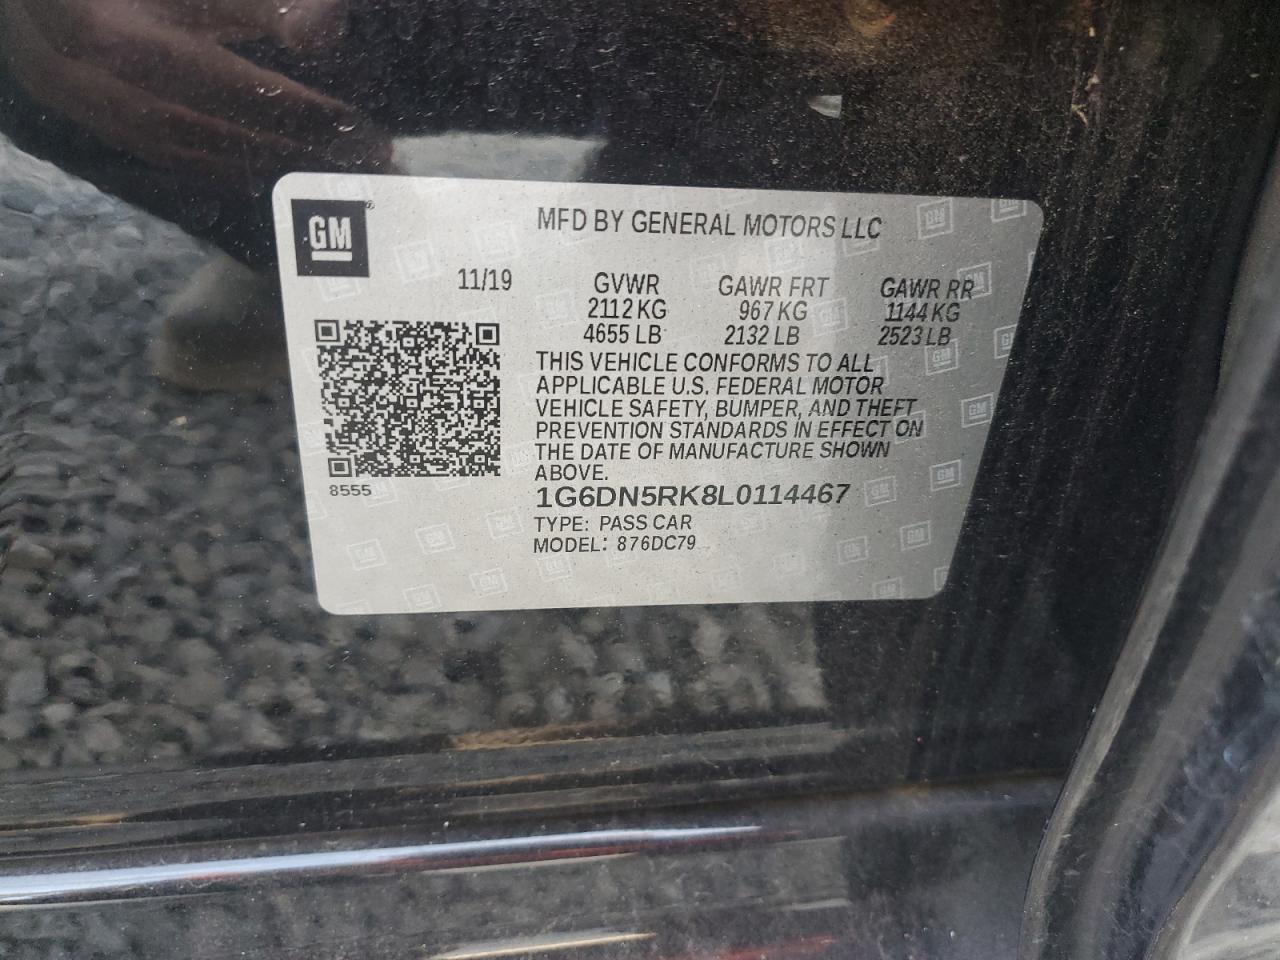 GM
MFD BY GENERAL MOTORS LLC
11/19
GVWR GAWR FRT GAWR RR
2112 KG 967 KG 1144 KG
4655 LB 2132 LB 2523 LB
THIS VEHICLE CONFORMS TO ALL
APPLICABLE U.S. FEDERAL MOTOR
VEHICLE SAFETY, BUMPER, AND THEFT
PREVENTION STANDARDS IN EFFECT ON
THE DATE OF MANUFACTURE SHOWN
ABOVE.
8555
1G6DN5RK8L0114467
TYPE: PASS CAR
MODEL: 876DC79